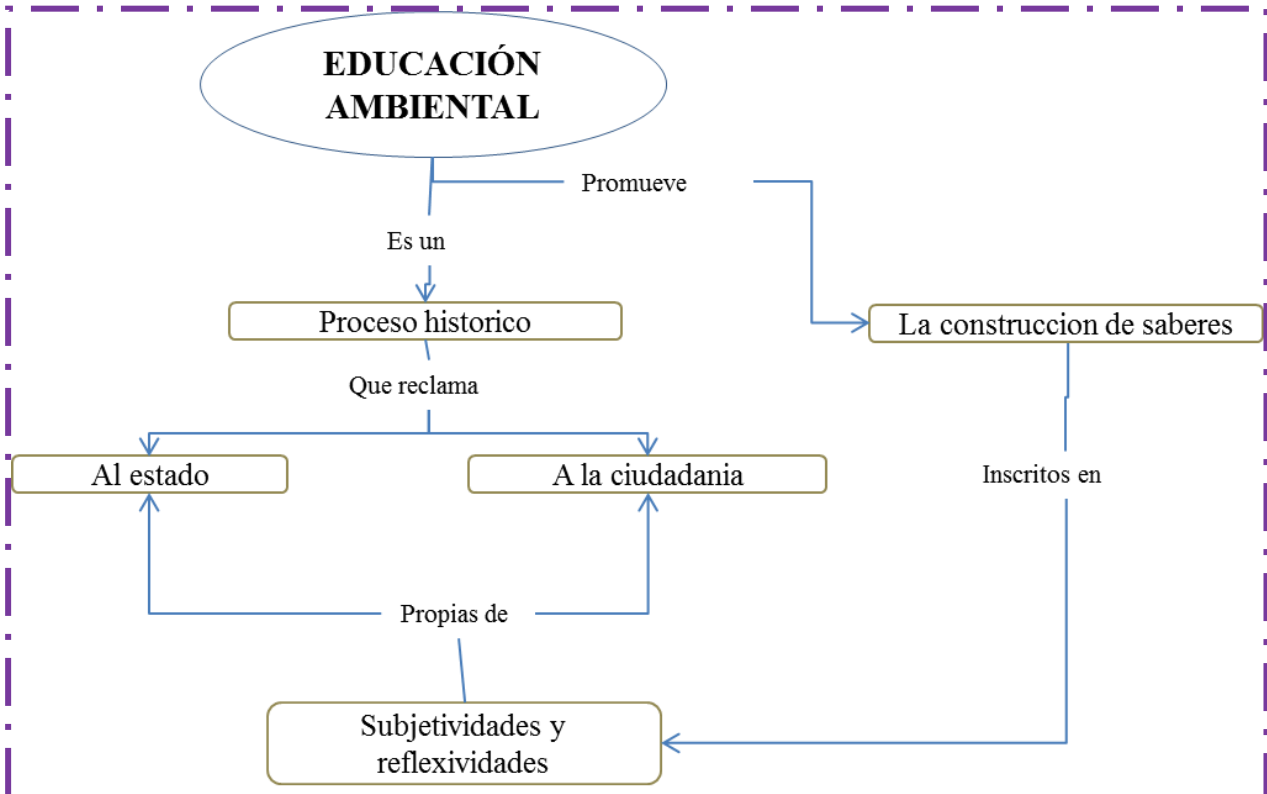 EDUCACIÓN
AMBIENTAL
Promueve
Es un
Proceso historico
La construccion de saberes
Que reclama
Al estado
A la ciudadania
Inscritos en
Propias de
Subjetividades y
reflexividades